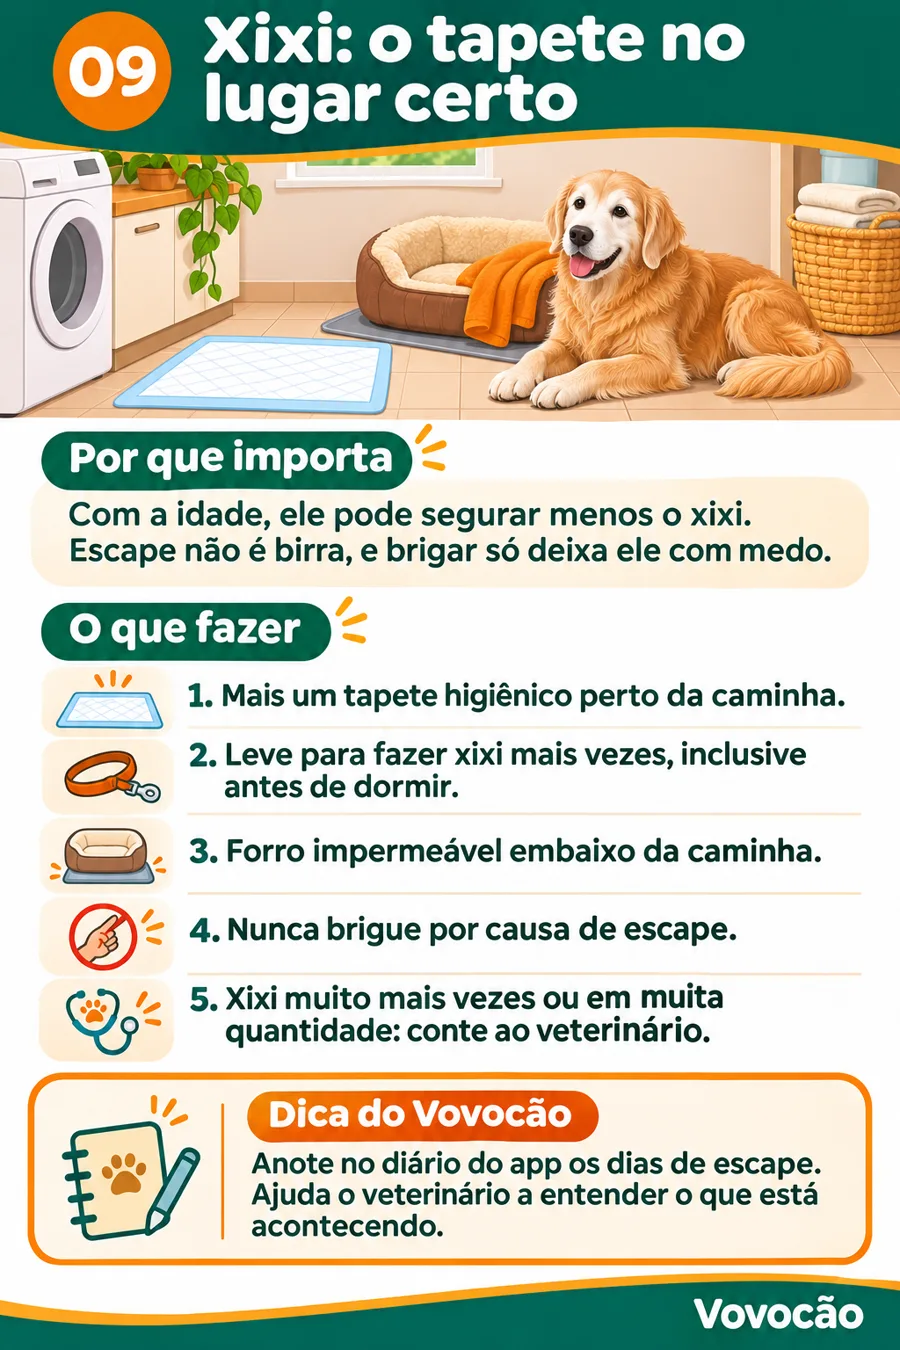 09
Xixi: o tapete no
lugar certo
Por que importa
Com a idade, ele pode segurar menos o xixi.
Escape não é birra, e brigar só deixa ele com medo.
O que fazer
1. Mais um tapete higiênico perto da caminha.
2. Leve para fazer xixi mais vezes, inclusive
antes de dormir.
3. Forro impermeável embaixo da caminha.
4. Nunca brigue por causa de escape.
5. Xixi muito mais vezes ou em muita
quantidade: conte ao veterinário.
Dica do Vovocão
Anote no diário do app os dias de escape.
Ajuda o veterinário a entender o que está
acontecendo.
Vovocão